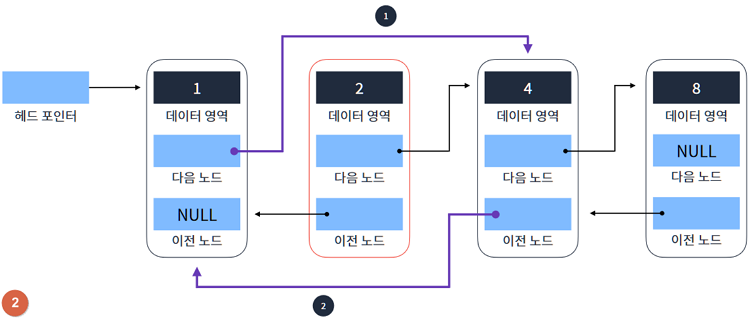 1
1
2
4
8
헤드 포인터
데이터 영역
데이터 영역
데이터 영역
데이터 영역
NULL
다음 노드
다음 노드
다음 노드
다음 노드
NULL
이전 노드
이전 노드
이전 노드
이전 노드
2
2